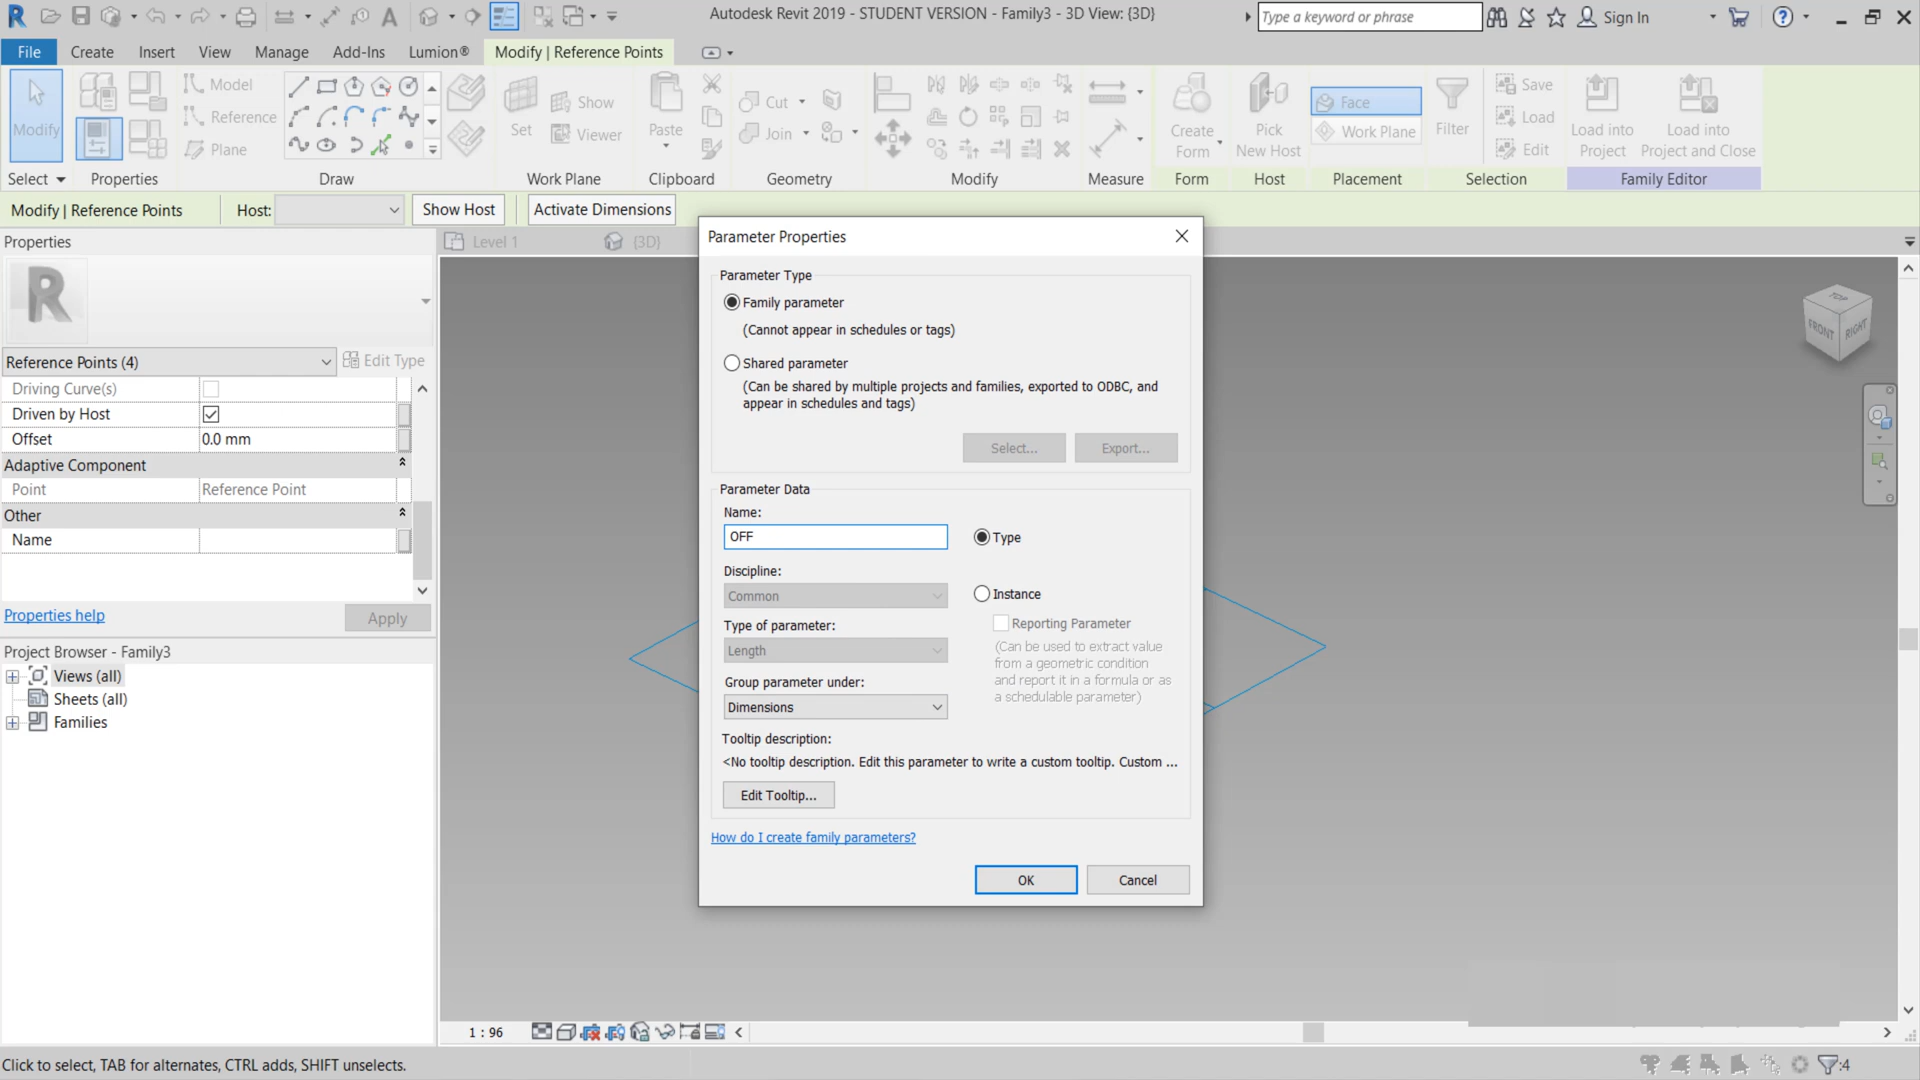 Autodesk Revit 2019 - STUDENT VERSION - Family3 - 3D View: {3D}
Type a keyword or phrase
Sign In
File Create Insert View Manage Add-Ins Lumion® Modify | Reference Points
Modify
Model
Reference
Plane
Set
Show
Viewer
Paste
Cut
Join
Create Form
Pick New Host
Face
Work Plane
Filter
Save
Load
Edit
Load into Project
Load into Project and Close
Select Properties Draw Work Plane Clipboard Geometry Modify Measure Form Host Placement Selection Family Editor
Modify | Reference Points Host: Show Host Activate Dimensions
Properties
Level 1
{3D}
R
Reference Points (4) Edit Type
Driving Curve(s)
Driven by Host
Offset 0.0 mm
Adaptive Component
Point Reference Point
Other
Name
Properties help Apply
Project Browser - Family3
Views (all)
Sheets (all)
Families
Parameter Properties
Parameter Type
Family parameter
(Cannot appear in schedules or tags)
Shared parameter
(Can be shared by multiple projects and families, exported to ODBC, and
appear in schedules and tags)
Select... Export...
Parameter Data
Name:
OFF
Type
Discipline:
Common
Instance
Type of parameter:
Length
Reporting Parameter
(Can be used to extract value
from a geometric condition
and report it in a formula or as
a schedulable parameter)
Group parameter under:
Dimensions
Tooltip description:
<No tooltip description. Edit this parameter to write a custom tooltip. Custom ...
Edit Tooltip...
How do I create family parameters?
OK Cancel
TOP
FRONT RIGHT
1 : 96
Click to select, TAB for alternates, CTRL adds, SHIFT unselects.
:4